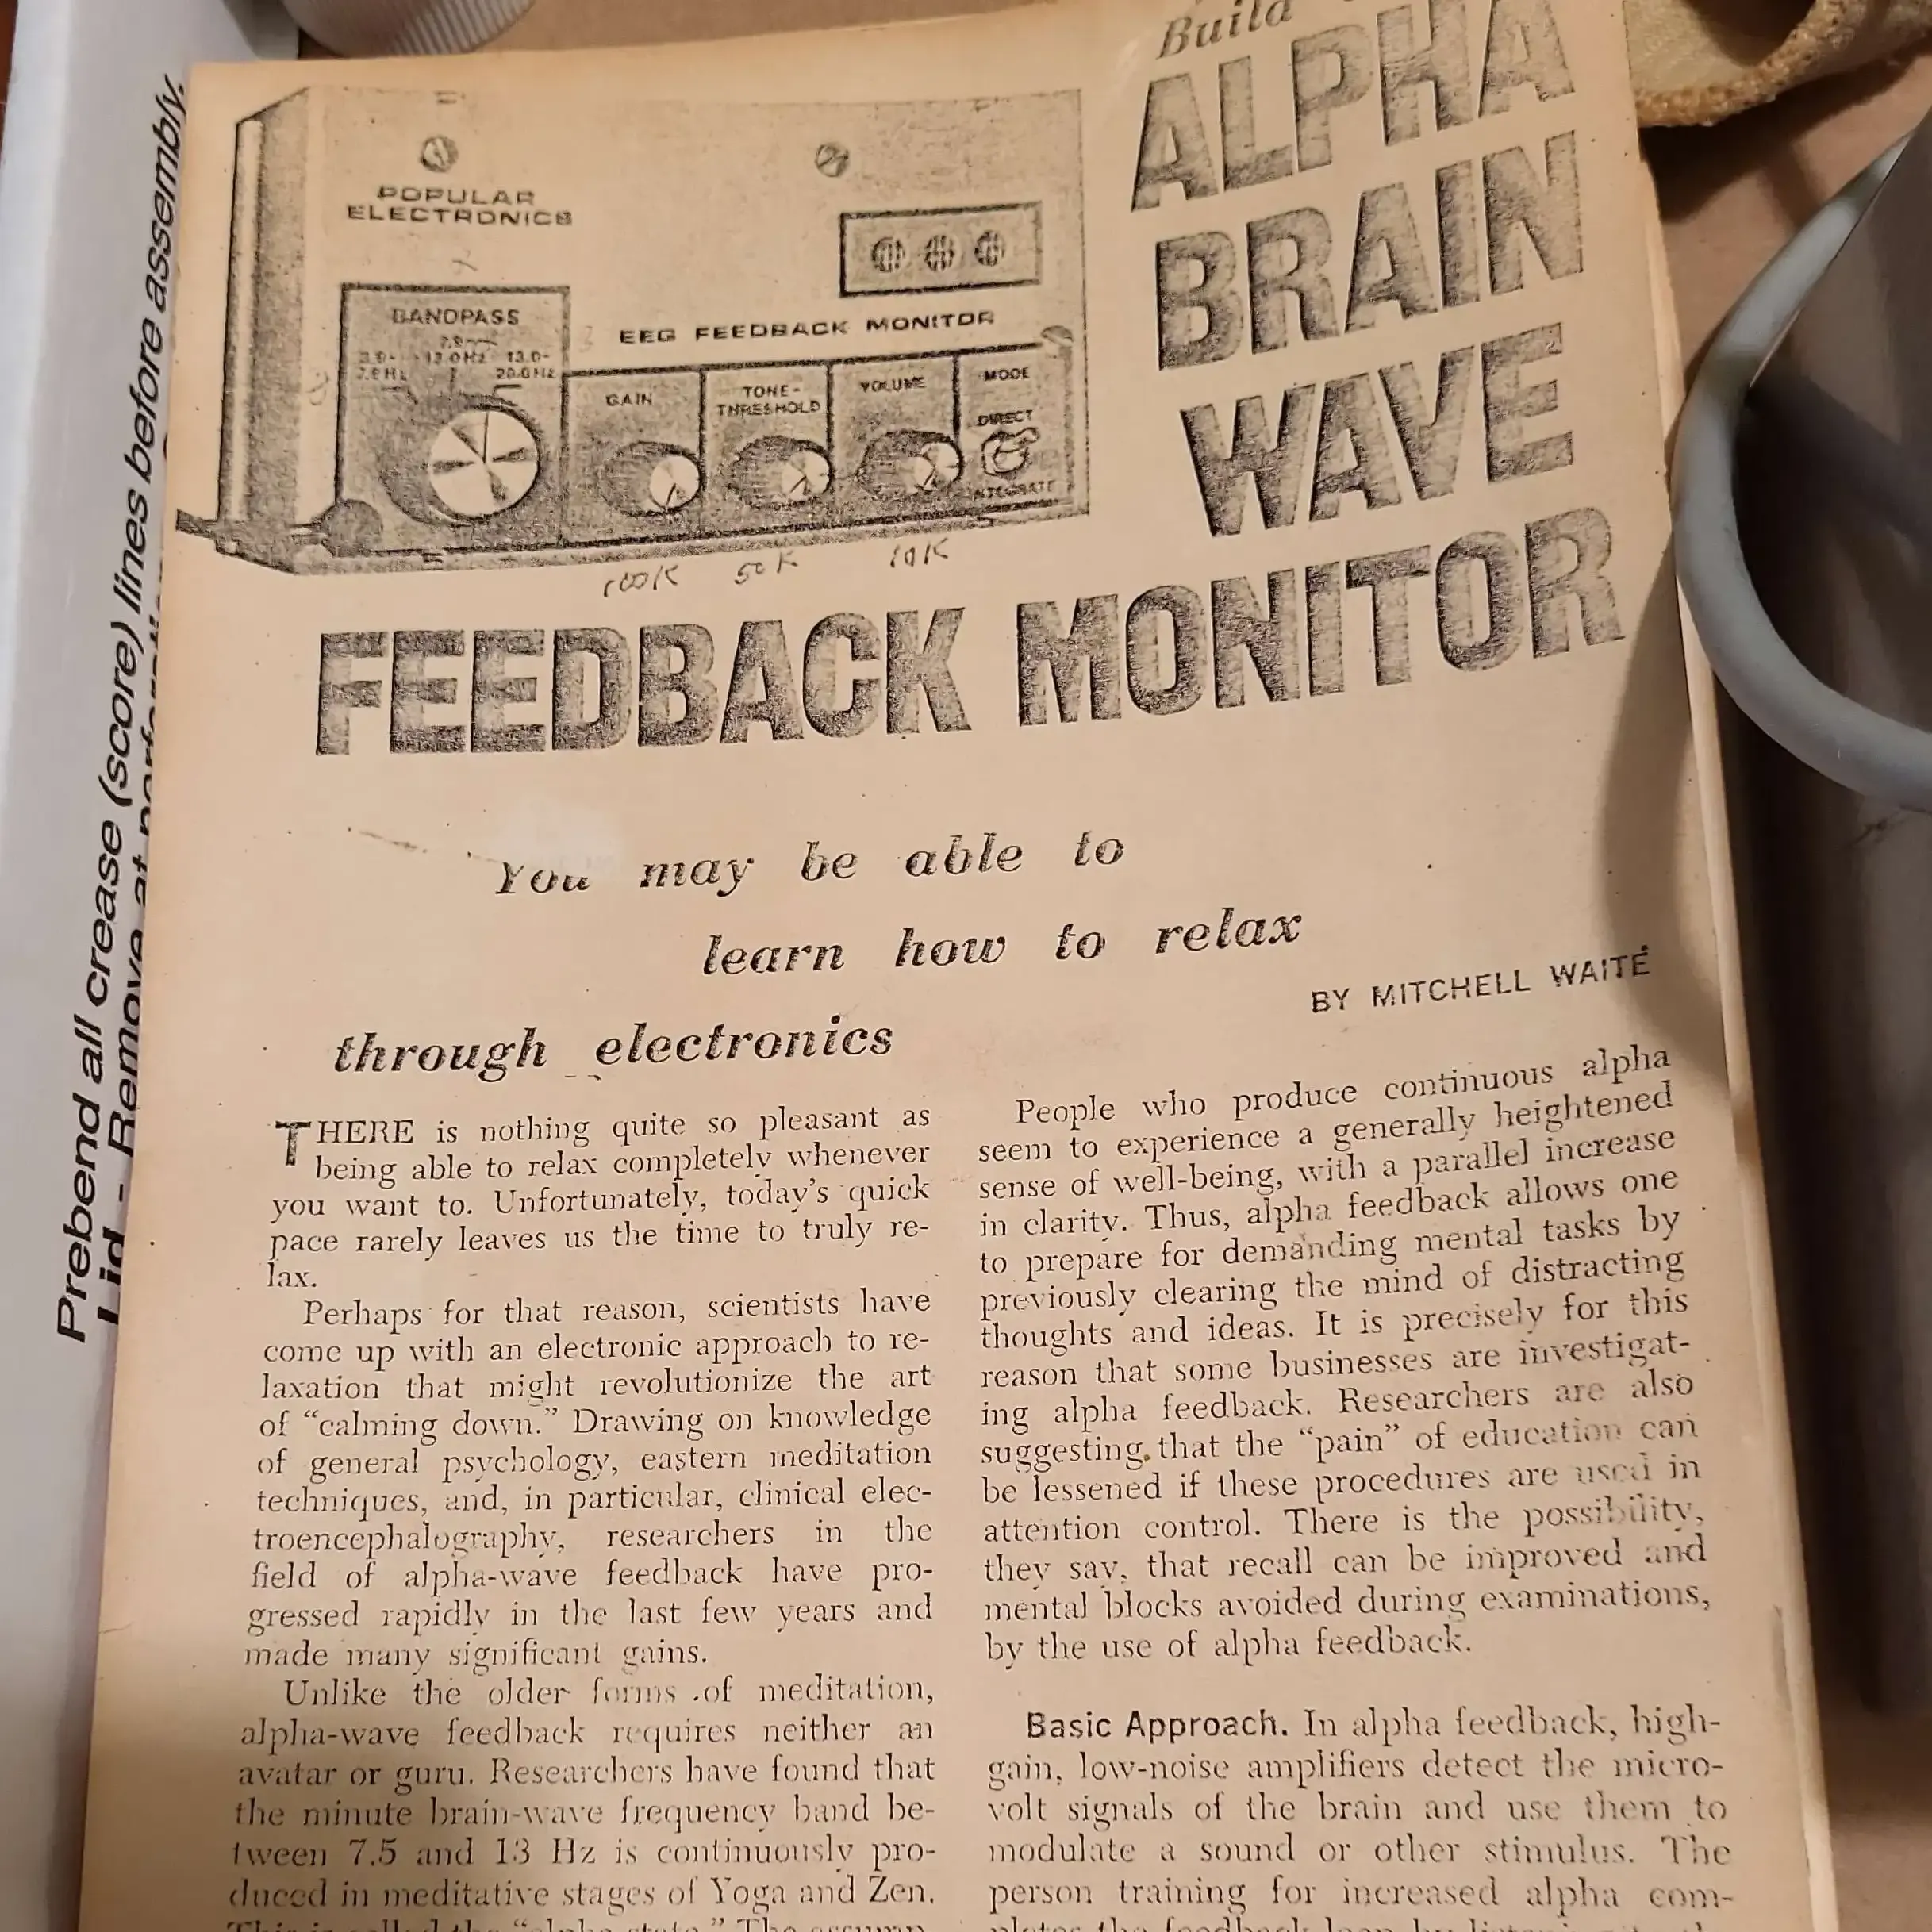 Build
ALPHA
BRAIN
WAVE
FEEDBACK MONITOR
POPULAR
ELECTRONICS
BANDPASS
13.0Hz 13.0-
20.0Hz
EEG FEEDBACK MONITOR
GAIN
TONE-
THRESHOLD
VOLUME
MODE
DIRECT
INTEGRATE
100K 50K 10K
You may be able to
learn how to relax
through electronics
BY MITCHELL WAITE
THERE is nothing quite so pleasant as
being able to relax completely whenever
you want to. Unfortunately, today's quick
pace rarely leaves us the time to truly re-
lax.
Perhaps for that reason, scientists have
come up with an electronic approach to re-
laxation that might revolutionize the art
of "calming down." Drawing on knowledge
of general psychology, eastern meditation
techniques, and, in particular, clinical elec-
troencephalography, researchers in the
field of alpha-wave feedback have pro-
gressed rapidly in the last few years and
made many significant gains.
Unlike the older forms of meditation,
alpha-wave feedback requires neither an
avatar or guru. Researchers have found that
the minute brain-wave frequency band be-
tween 7.5 and 13 Hz is continuously pro-
duced in meditative stages of Yoga and Zen.
People who produce continuous alpha
seem to experience a generally heightened
sense of well-being, with a parallel increase
in clarity. Thus, alpha feedback allows one
to prepare for demanding mental tasks by
previously clearing the mind of distracting
thoughts and ideas. It is precisely for this
reason that some businesses are investigat-
ing alpha feedback. Researchers are also
suggesting that the "pain" of education can
be lessened if these procedures are used in
attention control. There is the possibility,
they say, that recall can be improved and
mental blocks avoided during examinations,
by the use of alpha feedback.
Basic Approach. In alpha feedback, high-
gain, low-noise amplifiers detect the micro-
volt signals of the brain and use them to
modulate a sound or other stimulus. The
person training for increased alpha com-
Prebend all crease (score) lines before assembly.
Lid - Remove at